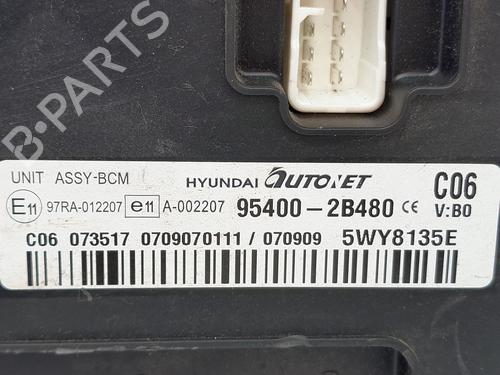 B-PARTS
UNIT ASSY-BCM HYUNDAI AUTONET C06
E11 97RA-012207 e11 A-002207 95400-2B480 CE V:B0
C06 073517 0709070111 / 070909 5WY8135E